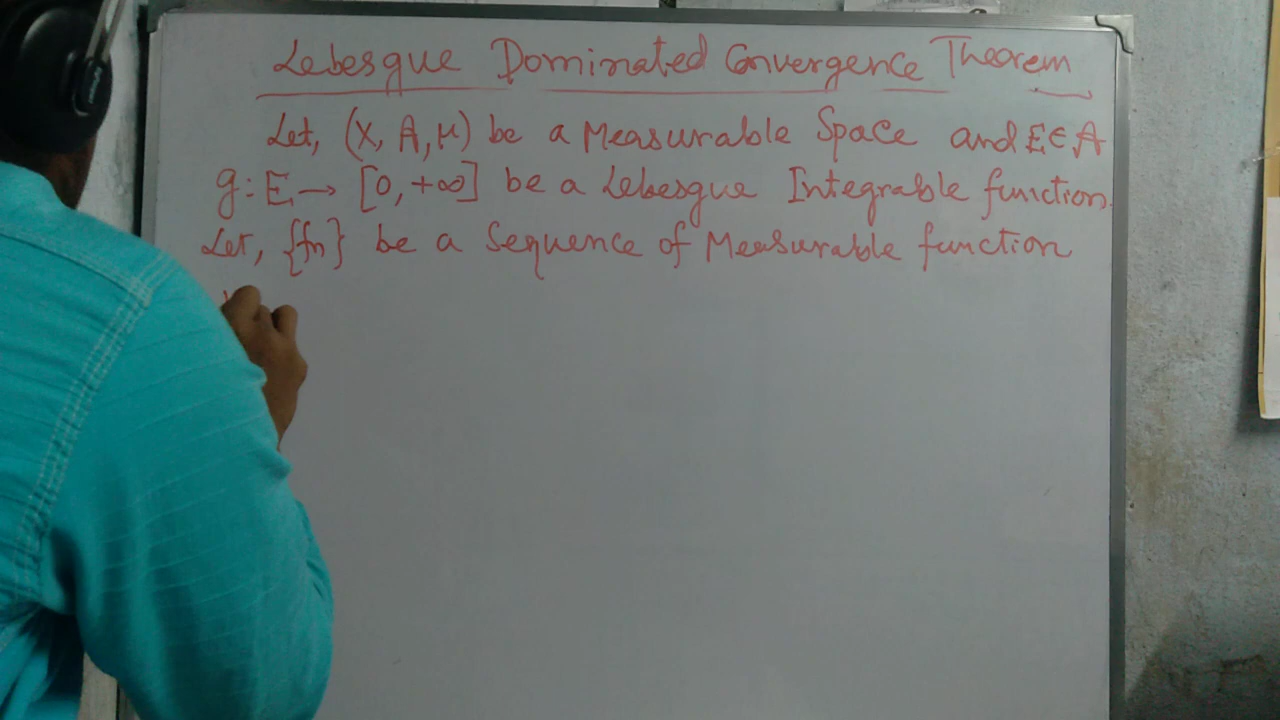 Lebesgue Dominated Convergence Theorem
Let, (X, A, μ) be a Measurable Space and E∈A
g: E → [0, +∞] be a Lebesgue Integrable function.
Let, {fn} be a Sequence of Measurable function